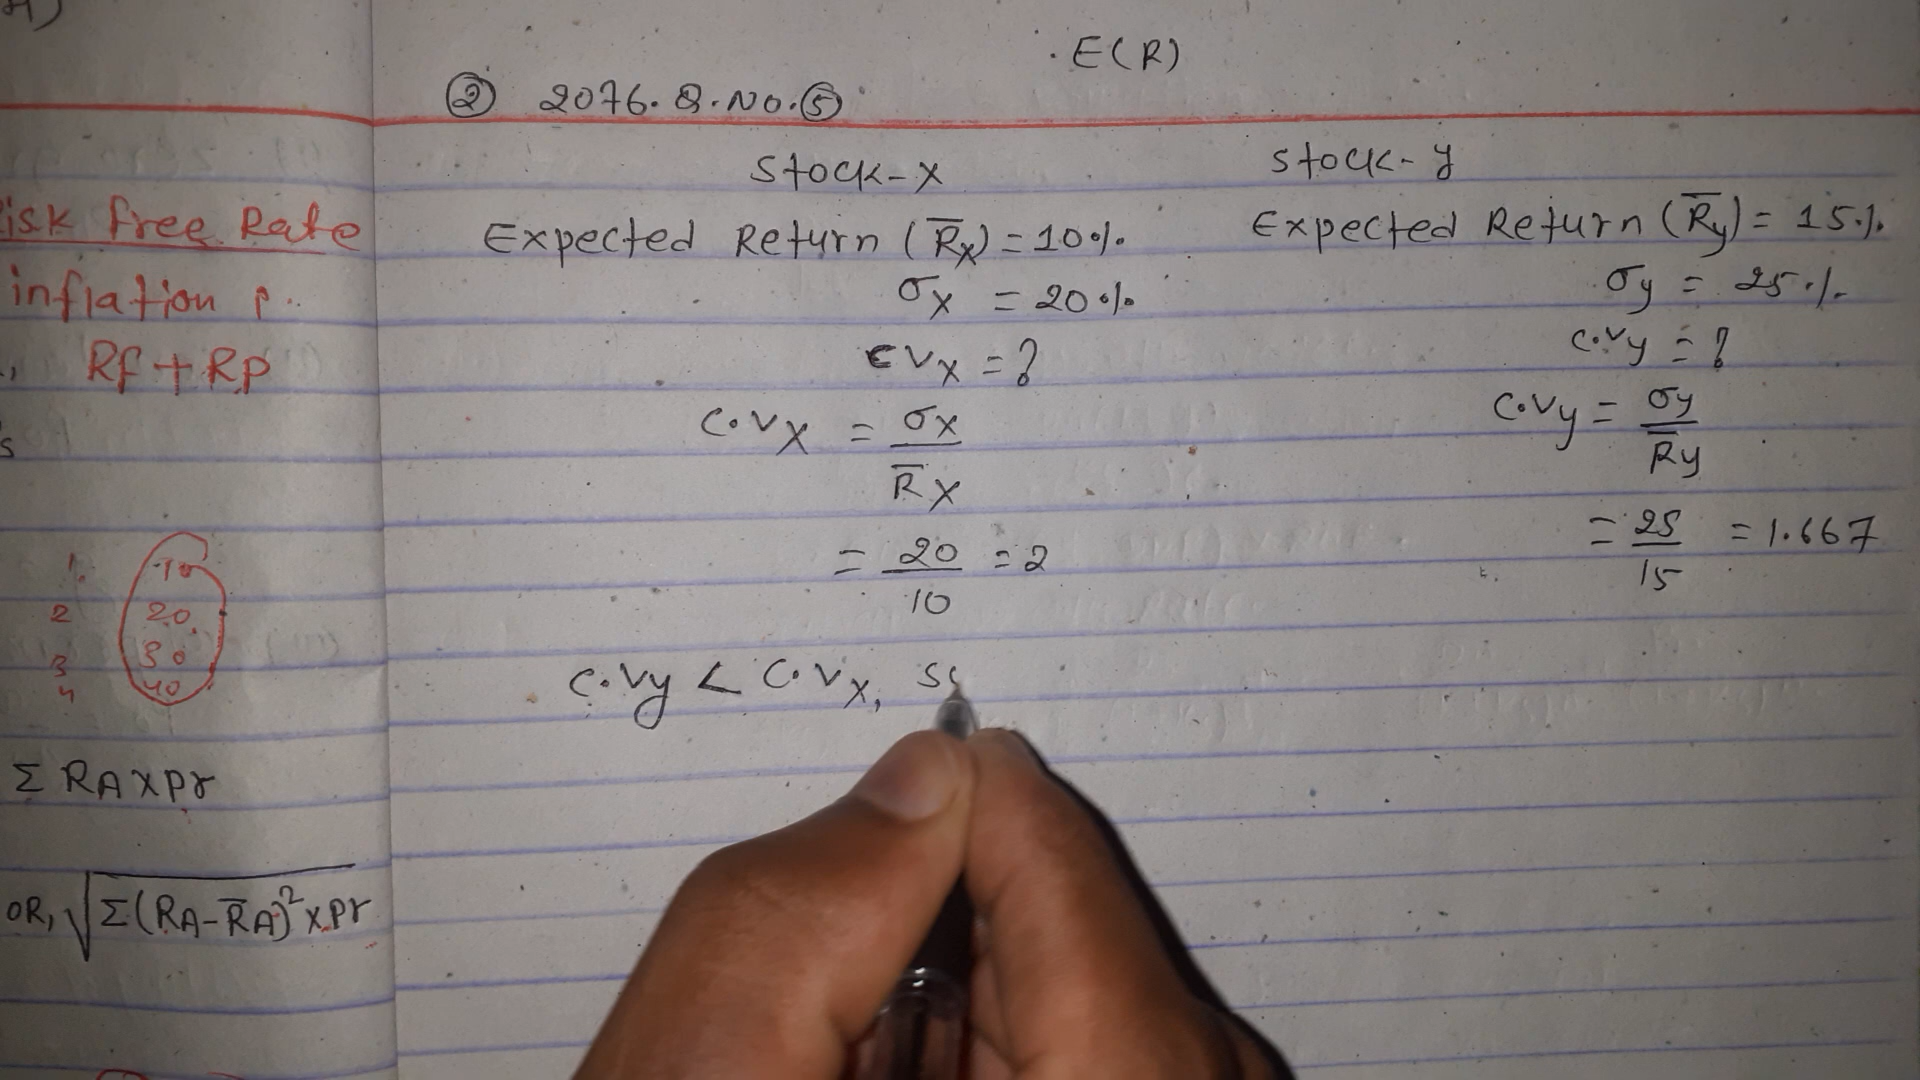 E(R)
② 2076. Q.No.⑤
Stock-X
Expected Return (R̅x) = 10%
σx = 20%
CVx = ?
C.Vx = σx
R̅x
= 20 = 2
10
Stock-y
Expected Return (R̅y) = 15%
σy = 25%
C.Vy = ?
C.Vy = σy
R̅y
= 25 = 1.667
15
C.Vy < C.Vx, so
isk free Rate
inflation P..
Rf + Rp
s
1. 10
2 20
3 30
4 40
Σ RA x Pr
OR, √Σ(RA-R̅A)² x Pr